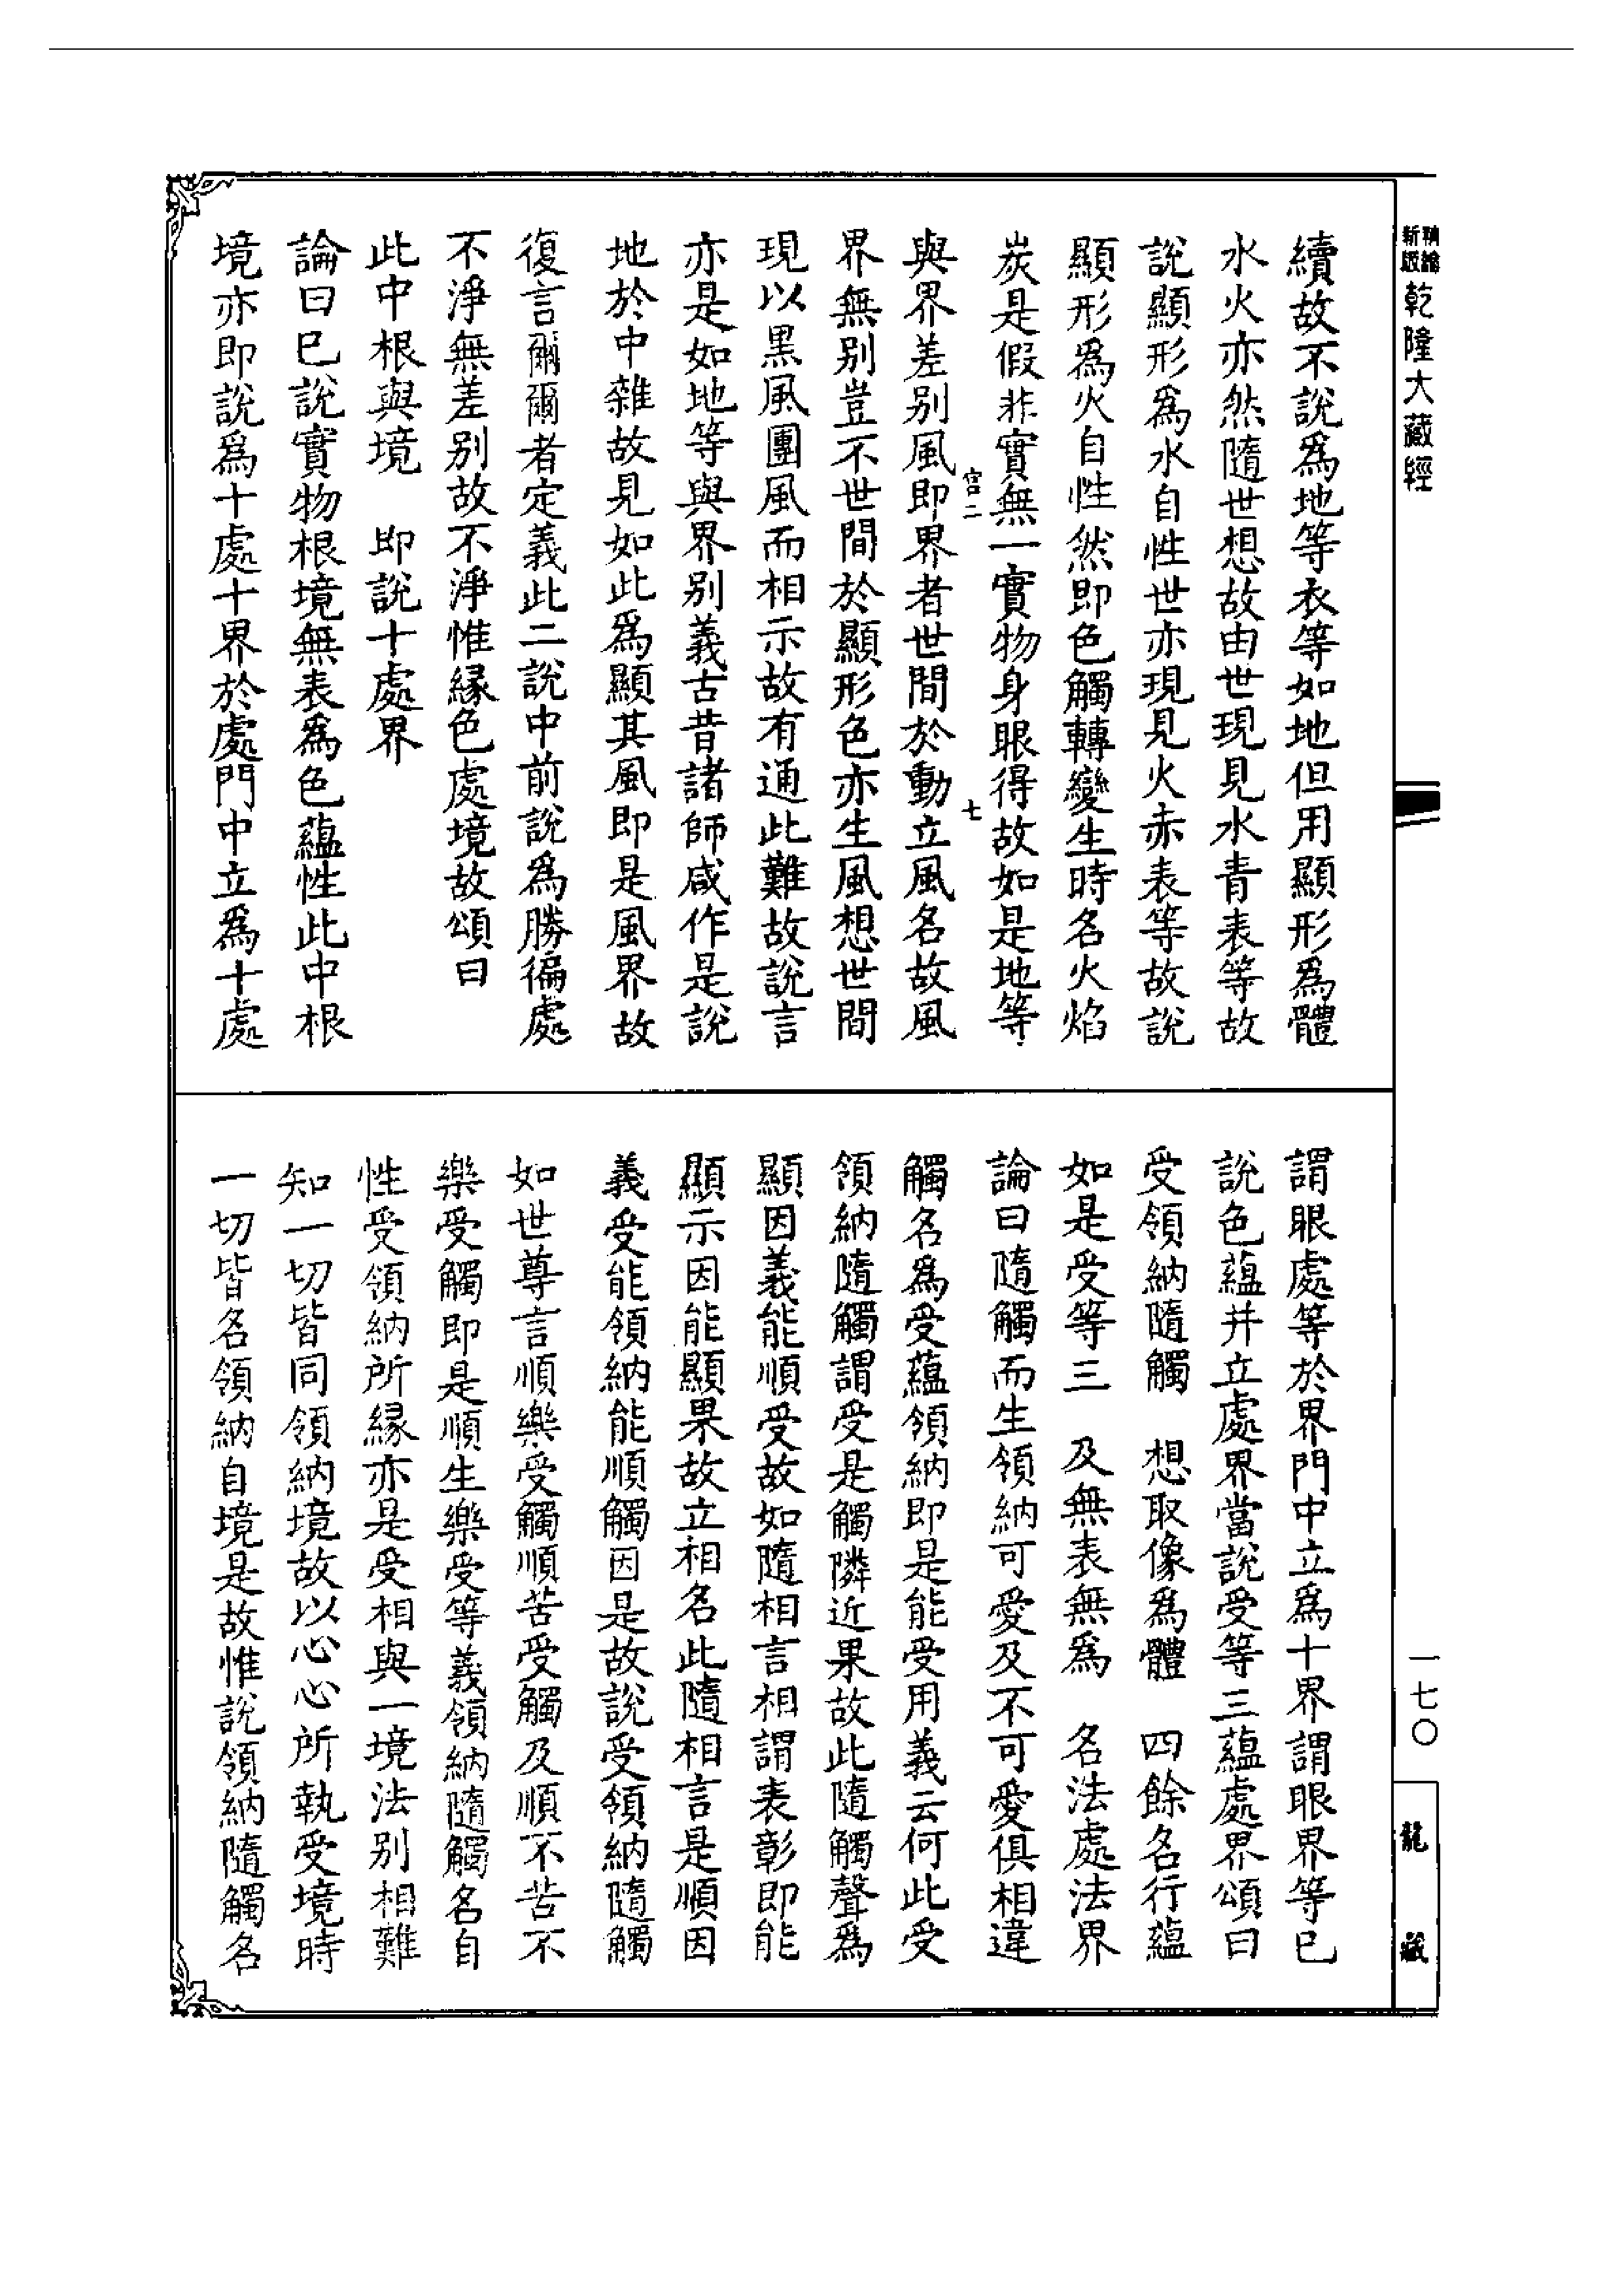 新版精縮乾隆大藏經
續故不說爲地等衣等如地但用顯形爲體
水火亦然隨世想故由世現見水青表等故
說顯形爲水自性世亦現見火赤表等故說
顯形爲火自性然即色觸轉變生時名火焰
炭是假非實無一實物身眼得故如是地等
宮二
七
與界差別風即界者世間於動立風名故風
界無別豈不世間於顯形色亦生風想世間
現以黑風團風而相示故有通此難故說言
亦是如地等與界別義古昔諸師咸作是說
地於中雜故見如此爲顯其風即是風界故
復言爾爾者定義此二說中前說爲勝徧處
不淨無差別故不淨惟緣色處境故頌曰
此中根與境　即說十處界
論曰已說實物根境無表爲色蘊性此中根
境亦即說爲十處十界於處門中立爲十處
謂眼處等於界門中立爲十界謂眼界等已
說色蘊并立處界當說受等三蘊處界頌曰
受領納隨觸　想取像爲體　四餘名行蘊
如是受等三　及無表無爲　名法處法界
論曰隨觸而生領納可愛及不可愛俱相違
觸名爲受蘊領納即是能受用義云何此受
領納隨觸謂受是觸隣近果故此隨觸聲爲
顯因義能順受故如隨相言相謂表彰即能
顯示因能顯果故立相名此隨相言是順因
義受能領納能順觸因是故說受領納隨觸
如世尊言順樂受觸順苦受觸及順不苦不
樂受觸即是順生樂受等義領納隨觸名自
性受領納所緣亦是受相與一境法別相難
知一切皆同領納境故以心心所執受境時
一切皆名領納自境是故惟說領納隨觸名
一七〇
龍藏